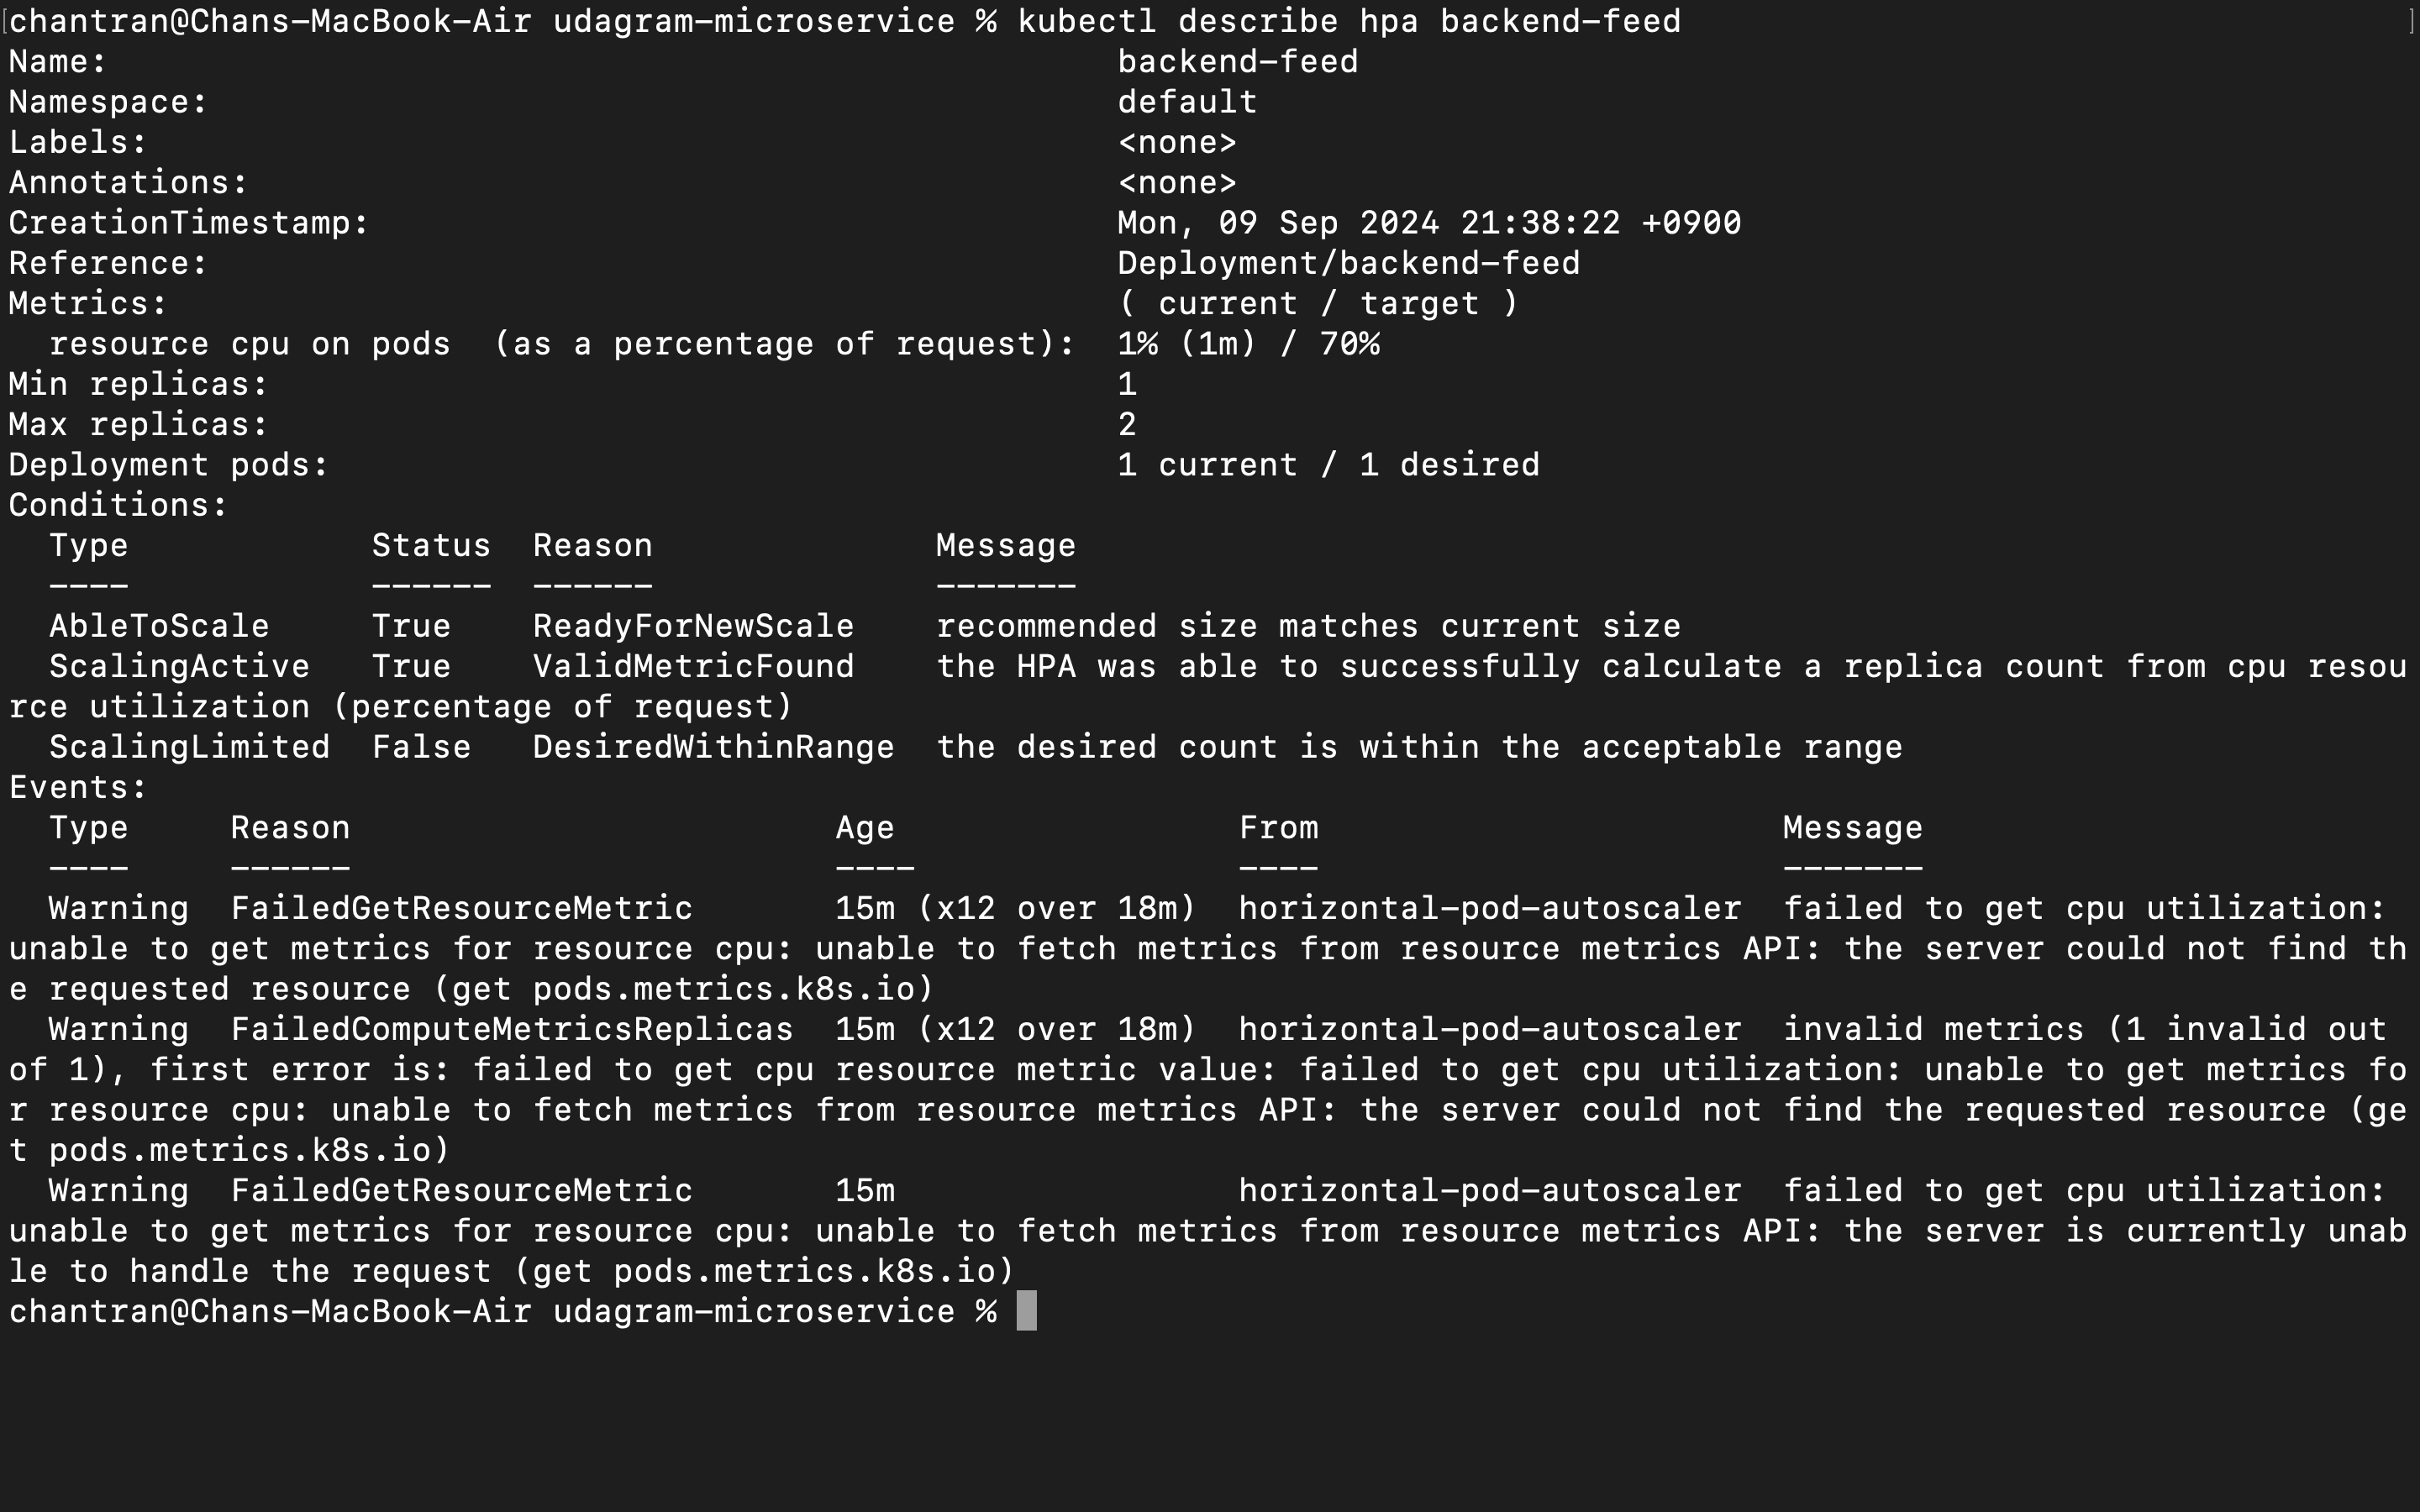 [chantran@Chans-MacBook-Air udagram-microservice % kubectl describe hpa backend-feed ]
Name: backend-feed
Namespace: default
Labels: <none>
Annotations: <none>
CreationTimestamp: Mon, 09 Sep 2024 21:38:22 +0900
Reference: Deployment/backend-feed
Metrics: ( current / target )
  resource cpu on pods  (as a percentage of request):  1% (1m) / 70%
Min replicas: 1
Max replicas: 2
Deployment pods: 1 current / 1 desired
Conditions:
  Type            Status  Reason              Message
  ----            ------  ------              -------
  AbleToScale     True    ReadyForNewScale    recommended size matches current size
  ScalingActive   True    ValidMetricFound    the HPA was able to successfully calculate a replica count from cpu resou
rce utilization (percentage of request)
  ScalingLimited  False   DesiredWithinRange  the desired count is within the acceptable range
Events:
  Type     Reason                        Age                 From                       Message
  ----     ------                        ----                ----                       -------
  Warning  FailedGetResourceMetric       15m (x12 over 18m)  horizontal-pod-autoscaler  failed to get cpu utilization:
unable to get metrics for resource cpu: unable to fetch metrics from resource metrics API: the server could not find th
e requested resource (get pods.metrics.k8s.io)
  Warning  FailedComputeMetricsReplicas  15m (x12 over 18m)  horizontal-pod-autoscaler  invalid metrics (1 invalid out
of 1), first error is: failed to get cpu resource metric value: failed to get cpu utilization: unable to get metrics fo
r resource cpu: unable to fetch metrics from resource metrics API: the server could not find the requested resource (ge
t pods.metrics.k8s.io)
  Warning  FailedGetResourceMetric       15m                 horizontal-pod-autoscaler  failed to get cpu utilization:
unable to get metrics for resource cpu: unable to fetch metrics from resource metrics API: the server is currently unab
le to handle the request (get pods.metrics.k8s.io)
chantran@Chans-MacBook-Air udagram-microservice %